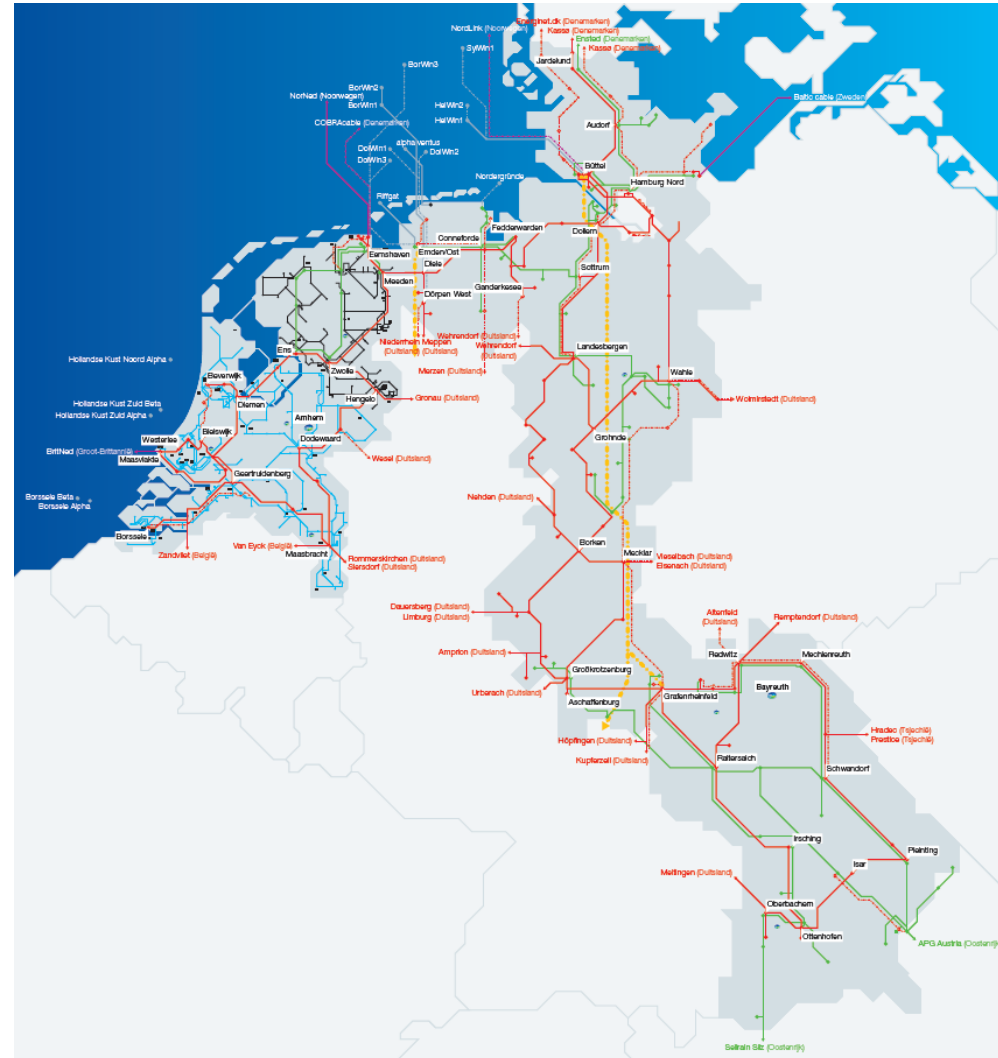 Energinet.dk (Denemarken)
Kassø (Denemarken)
Ensted (Denemarken)
Kassø (Denemarken)
NordLink (Noorwegen)
SylWin1
Jardelund
BorWin3
BorWin2
BorWin1
NorNed (Noorwegen)
HelWin2
HelWin1
Baltic cable (Zweden)
COBRAcable (Denemarken)
Audorf
alpha ventus
DolWin1
DolWin2
DolWin3
Büttel
Nordergründe
Hamburg Nord
Riffgat
Fedderwarden
Conneforde
Dollern
Eemshaven
Emden/Ost
Diele
Sottrum
Meeden
Ganderkesee
Dörpen West
Niederrhein
(Duitsland)
Meppen
(Duitsland)
Wehrendorf (Duitsland)
Wehrendorf
(Duitsland)
Landesbergen
Ens
Hollandse Kust Noord Alpha
Zwolle
Merzen (Duitsland)
Wahle
Beverwijk
Hengelo
Gronau (Duitsland)
Wolmirstedt (Duitsland)
Hollandse Kust Zuid Beta
Hollandse Kust Zuid Alpha
Diemen
Arnhem
Bleiswijk
Westerlee
Dodewaard
Grohnde
BritNed (Groot-Brittannië)
Maasvlakte
Wesel (Duitsland)
Geertruidenberg
Borssele Beta
Borssele Alpha
Nehden (Duitsland)
Borssele
Van Eyck (België)
Zandvliet (België)
Maasbracht
Rommerskirchen (Duitsland)
Siersdorf (Duitsland)
Borken
Mecklar
Vieselbach (Duitsland)
Eisenach (Duitsland)
Dauersberg (Duitsland)
Limburg (Duitsland)
Altenfeld
(Duitsland)
Remptendorf (Duitsland)
Amprion (Duitsland)
Redwitz
Mechlenreuth
Großkrotzenburg
Urberach (Duitsland)
Aschaffenburg
Grafenrheinfeld
Bayreuth
Höpfingen (Duitsland)
Kupferzell (Duitsland)
Hradec (Tsjechië)
Prestice (Tsjechië)
Raitersaich
Schwandorf
Irsching
Pleinting
Isar
Meitingen (Duitsland)
Oberbachern
Ottenhofen
APG Austria (Oostenrijk
Sellrain Silz (Oostenrijk)